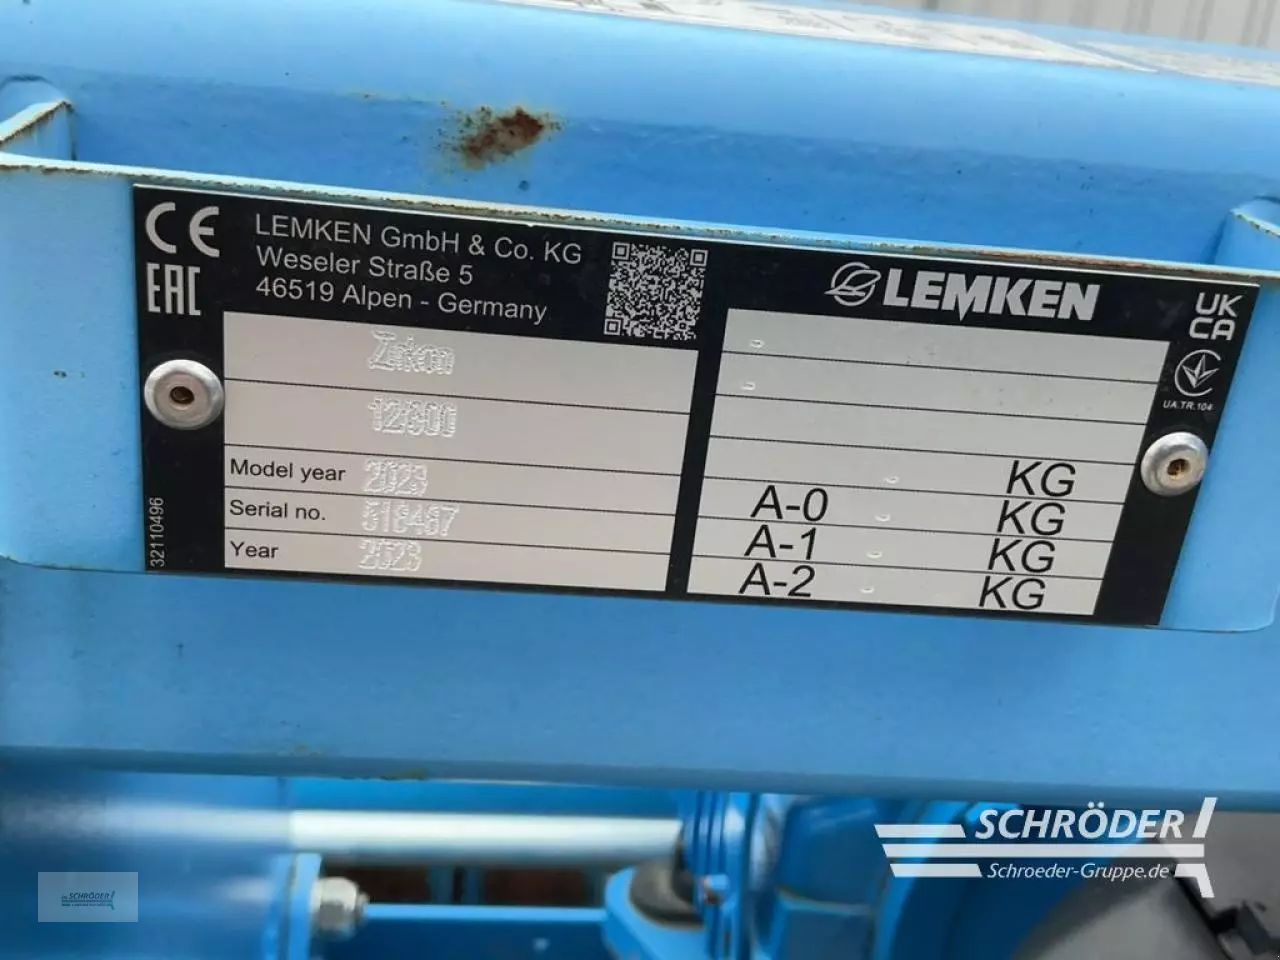 CE
EAC
LEMKEN GmbH & Co. KG
Weseler Straße 5
46519 Alpen - Germany
LEMKEN
UK
CA
UA.TR.104
Zirkon
Model year 2023
Serial no.
Year 2023
32110496
KG
A-0 KG
A-1 KG
A-2 KG
SCHRÖDER
Schroeder-Gruppe.de
SCHRÖDER